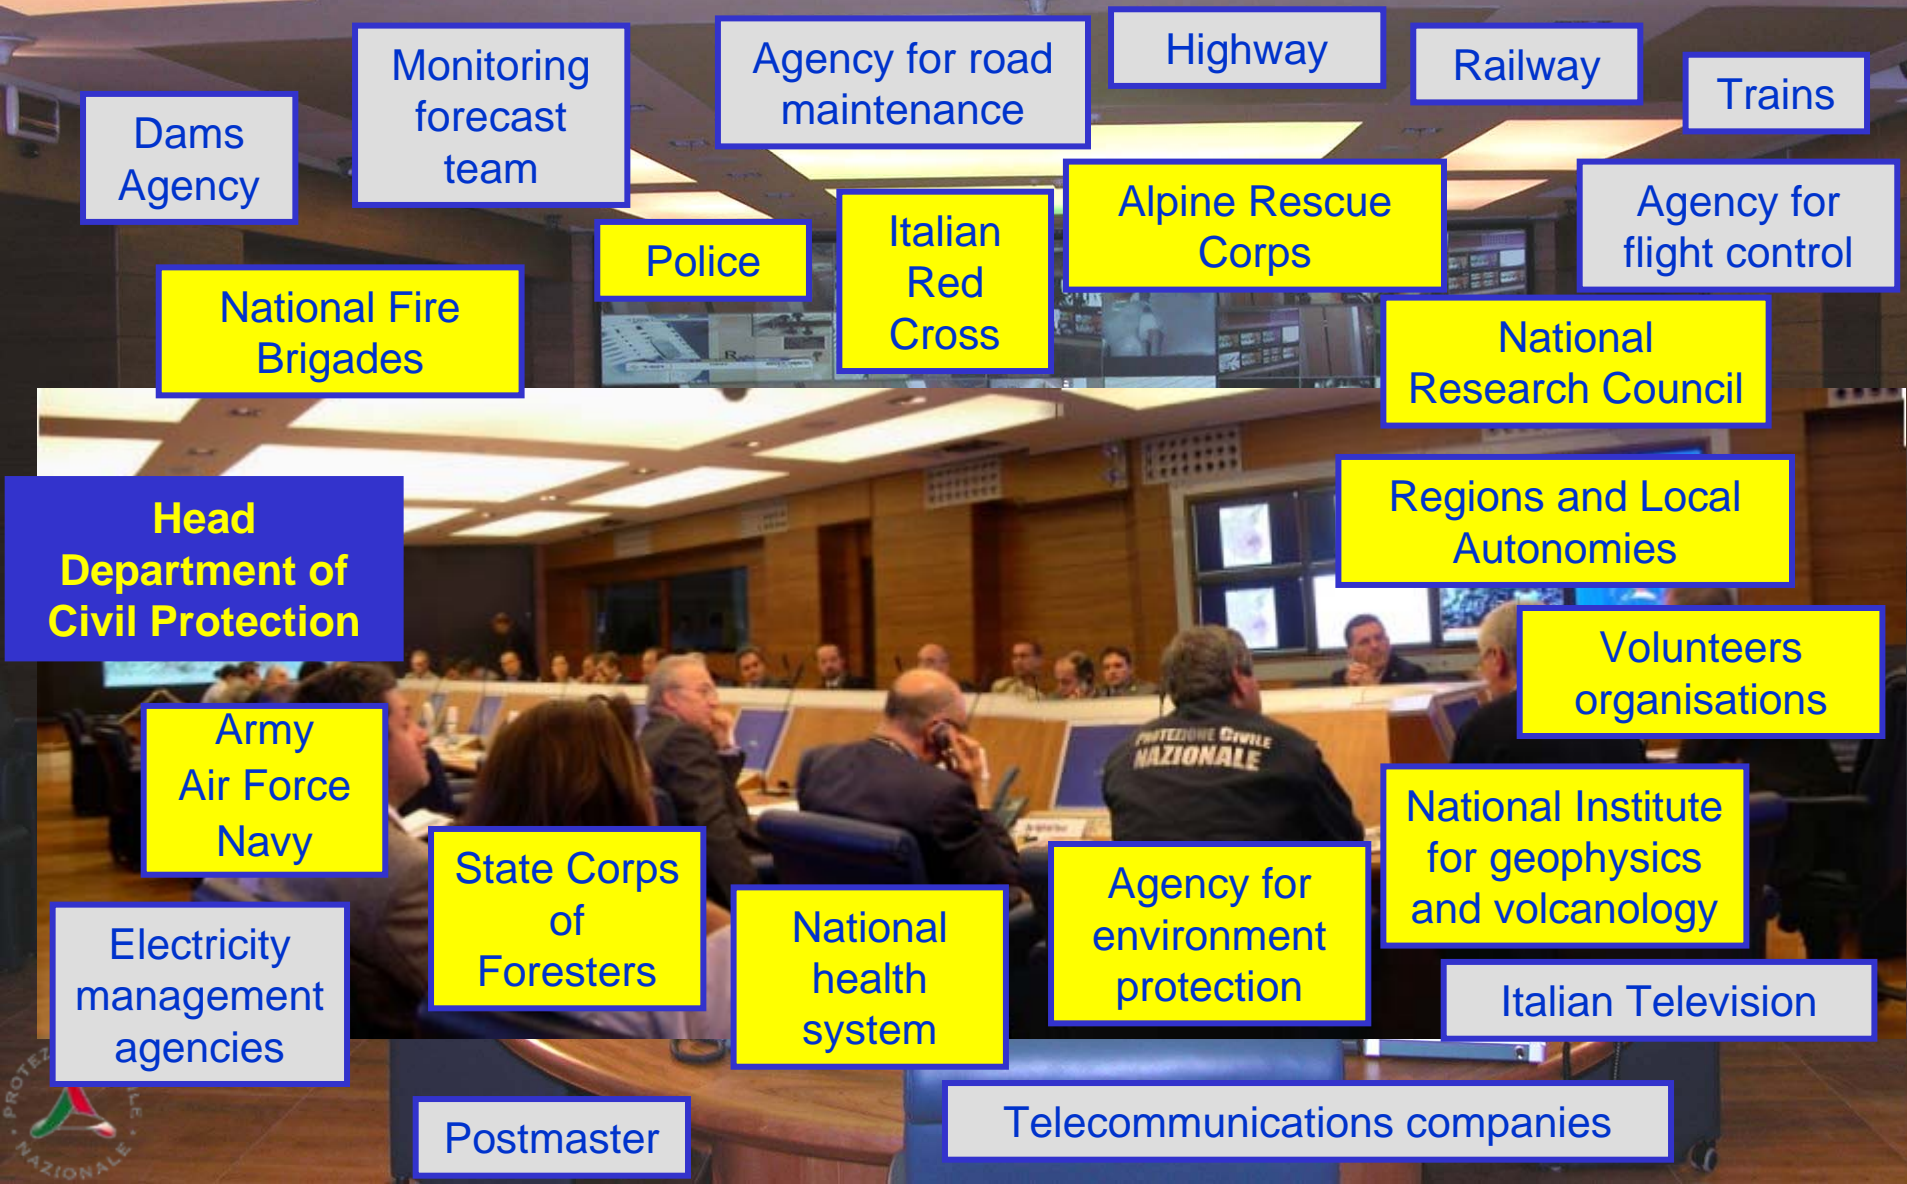 Monitoring
forecast
team
Agency for road
maintenance
Highway
Railway
Trains
Dams
Agency
Police
Italian
Red
Cross
Alpine Rescue
Corps
Agency for
flight control
National Fire
Brigades
National
Research Council
Head
Department of
Civil Protection
Regions and Local
Autonomies
Volunteers
organisations
Army
Air Force
Navy
PROTEZIONE CIVILE
NAZIONALE
State Corps
of
Foresters
National
health
system
Agency for
environment
protection
National Institute
for geophysics
and volcanology
Electricity
management
agencies
Italian Television
Postmaster
Telecommunications companies
NAZIONALE